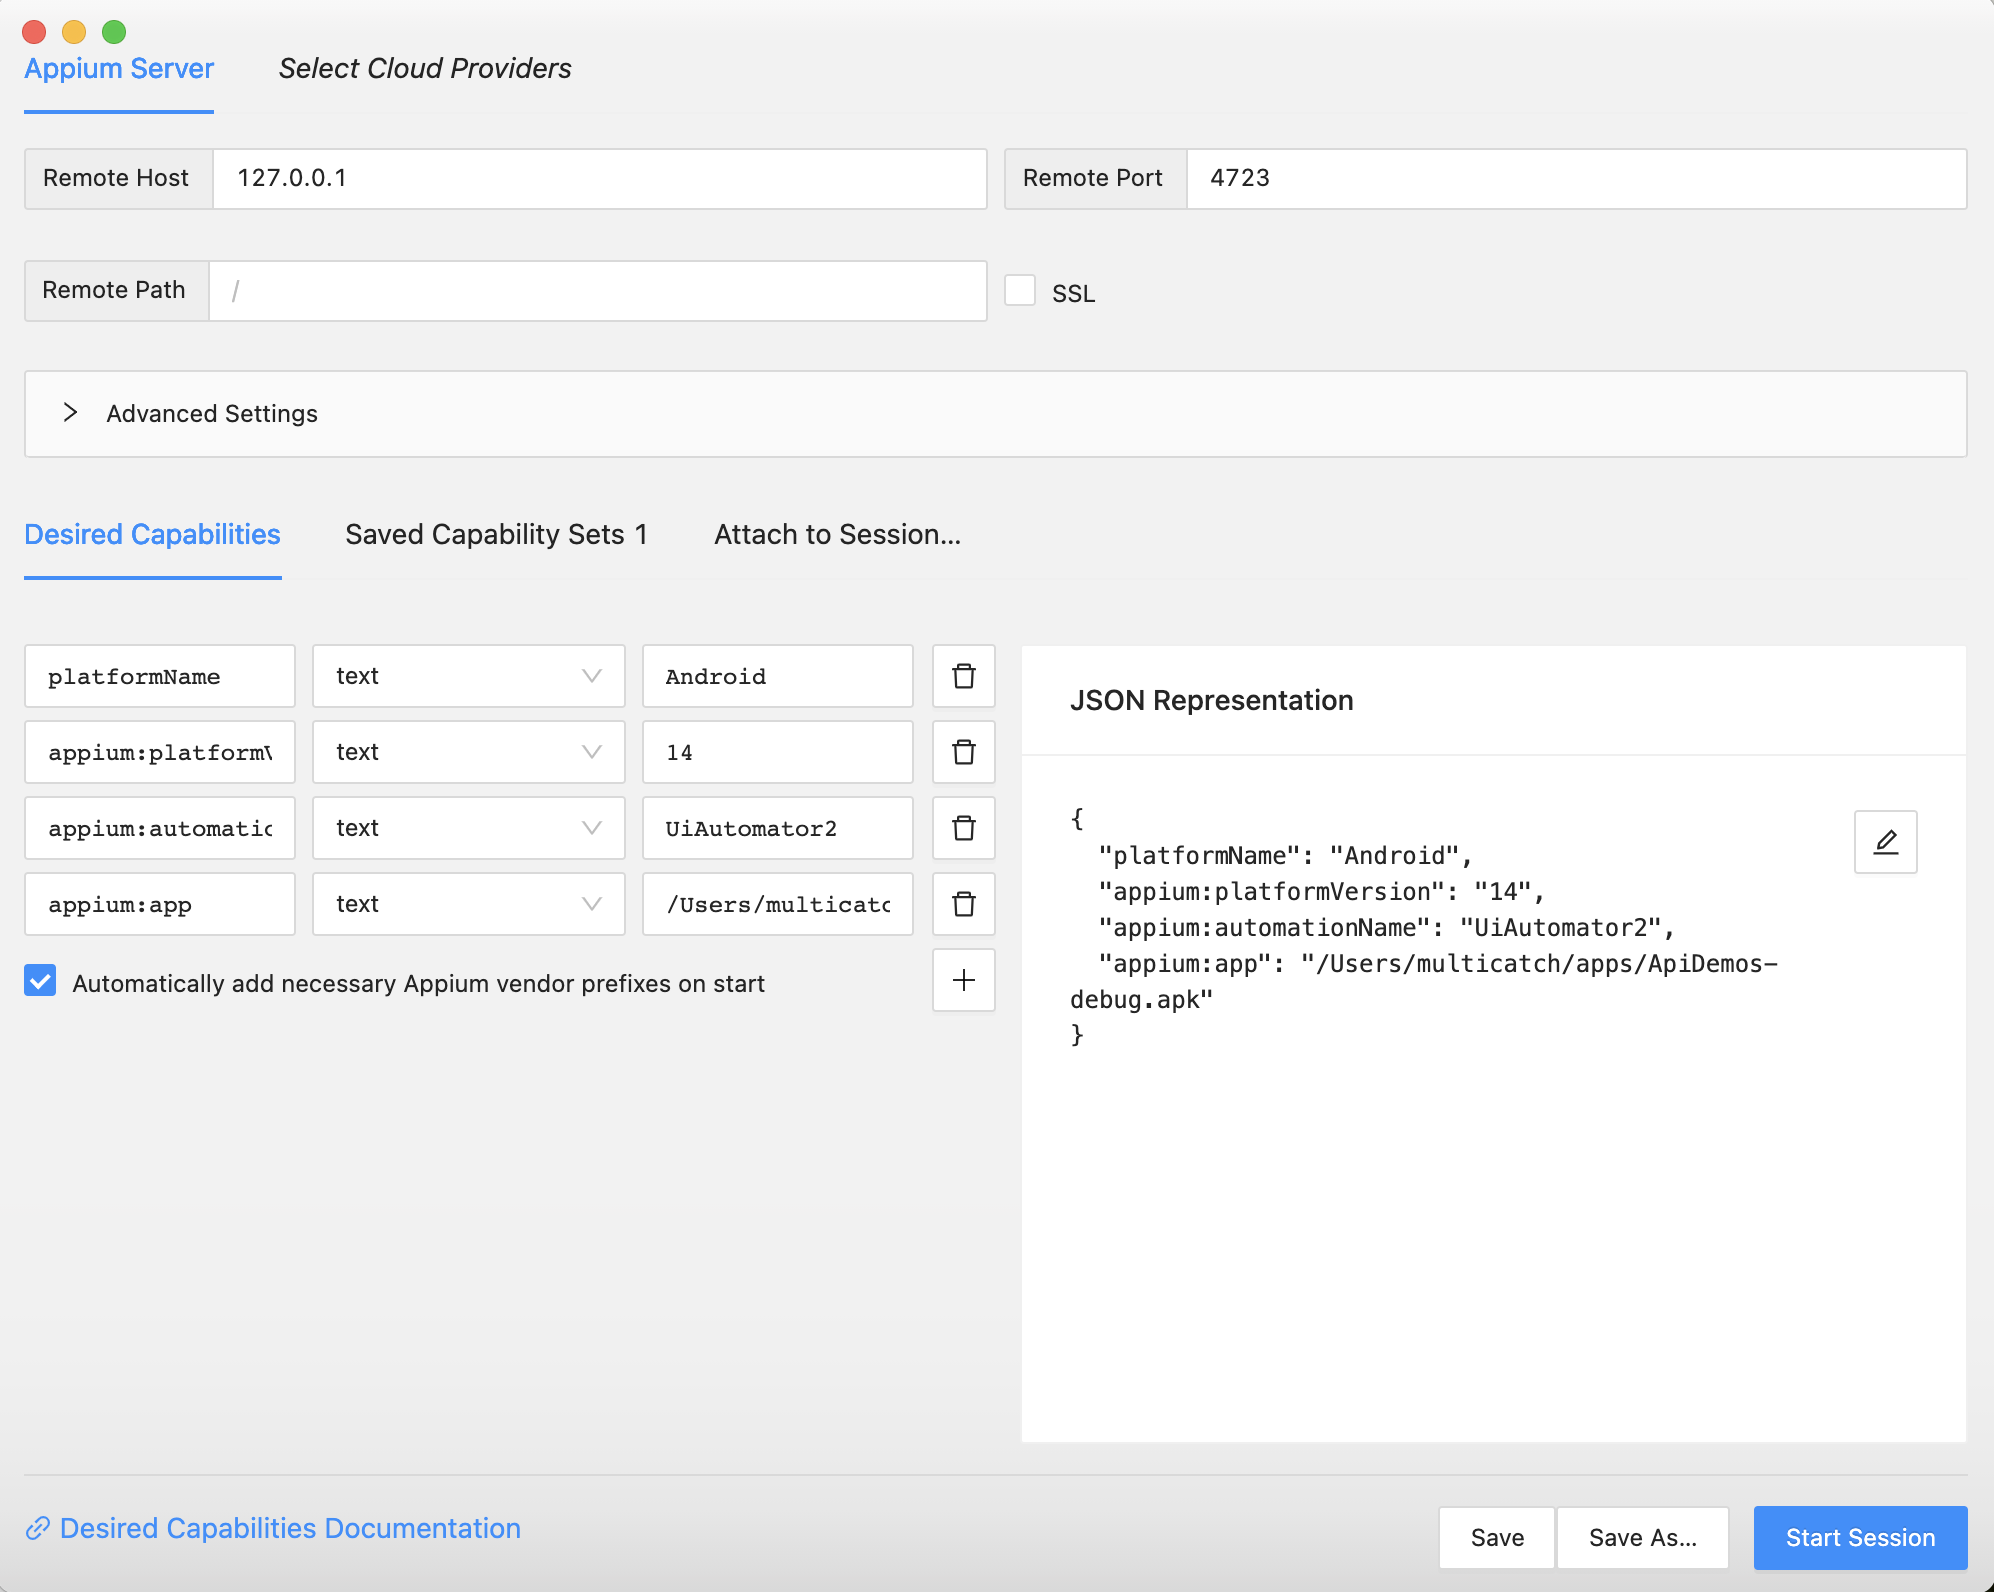 Appium Server Select Cloud Providers
Remote Host 127.0.0.1 Remote Port 4723
Remote Path / SSL
Advanced Settings
Desired Capabilities Saved Capability Sets 1 Attach to Session...
platformName text Android
appium:platformV text 14
appium:automatic text UiAutomator2
appium:app text /Users/multicatc
Automatically add necessary Appium vendor prefixes on start
JSON Representation
{
"platformName": "Android",
"appium:platformVersion": "14",
"appium:automationName": "UiAutomator2",
"appium:app": "/Users/multicatch/apps/ApiDemos-
debug.apk"
}
Desired Capabilities Documentation Save Save As... Start Session